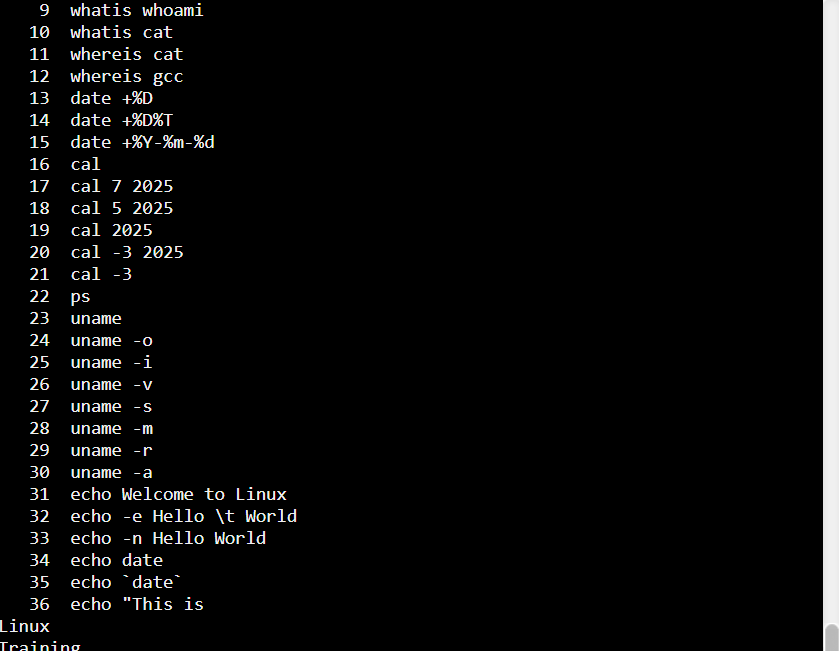 9 whatis whoami
10 whatis cat
11 whereis cat
12 whereis gcc
13 date +%D
14 date +%D%T
15 date +%Y-%m-%d
16 cal
17 cal 7 2025
18 cal 5 2025
19 cal 2025
20 cal -3 2025
21 cal -3
22 ps
23 uname
24 uname -o
25 uname -i
26 uname -v
27 uname -s
28 uname -m
29 uname -r
30 uname -a
31 echo Welcome to Linux
32 echo -e Hello \t World
33 echo -n Hello World
34 echo date
35 echo `date`
36 echo "This is
Linux
Training